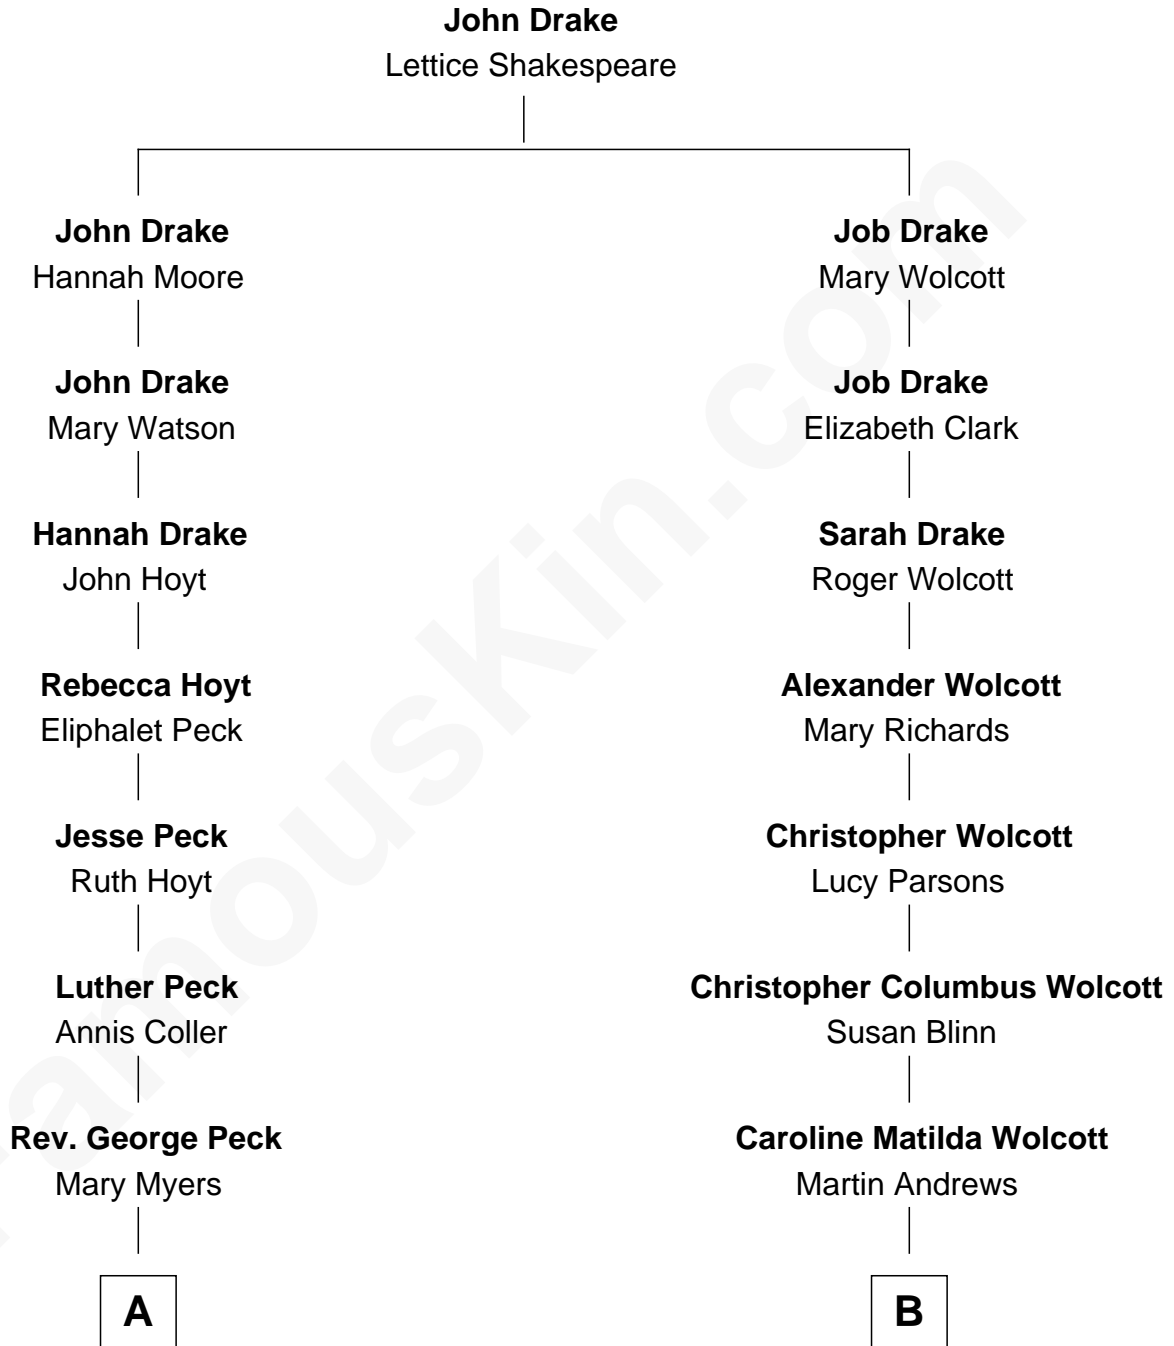 John Drake
Lettice Shakespeare
John Drake
Hannah Moore
Job Drake
Mary Wolcott
John Drake
Mary Watson
Job Drake
Elizabeth Clark
Hannah Drake
John Hoyt
Sarah Drake
Roger Wolcott
Rebecca Hoyt
Eliphalet Peck
Alexander Wolcott
Mary Richards
Jesse Peck
Ruth Hoyt
Christopher Wolcott
Lucy Parsons
Luther Peck
Annis Coller
Christopher Columbus Wolcott
Susan Blinn
Rev. George Peck
Mary Myers
Caroline Matilda Wolcott
Martin Andrews
A
B
FamousKin.com